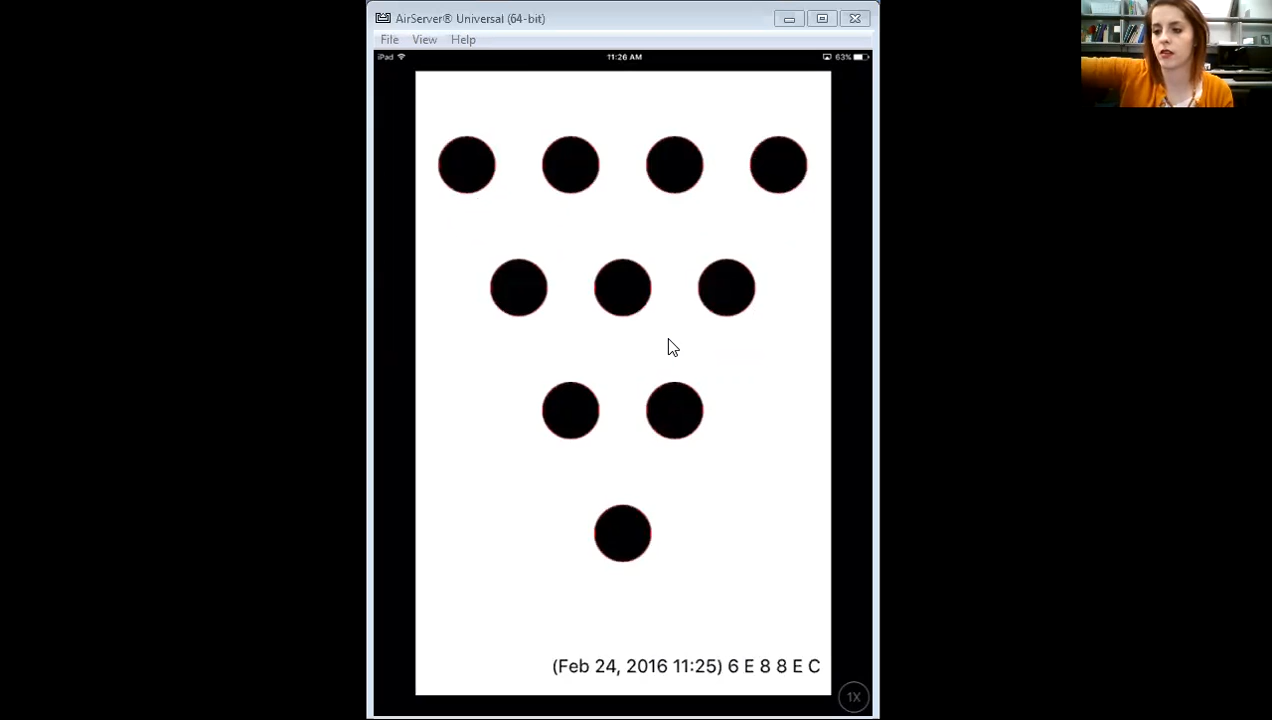 AirServer® Universal (64-bit)
File View Help
iPad 11:26 AM 63%
(Feb 24, 2016 11:25) 6 E 8 8 E C
1X